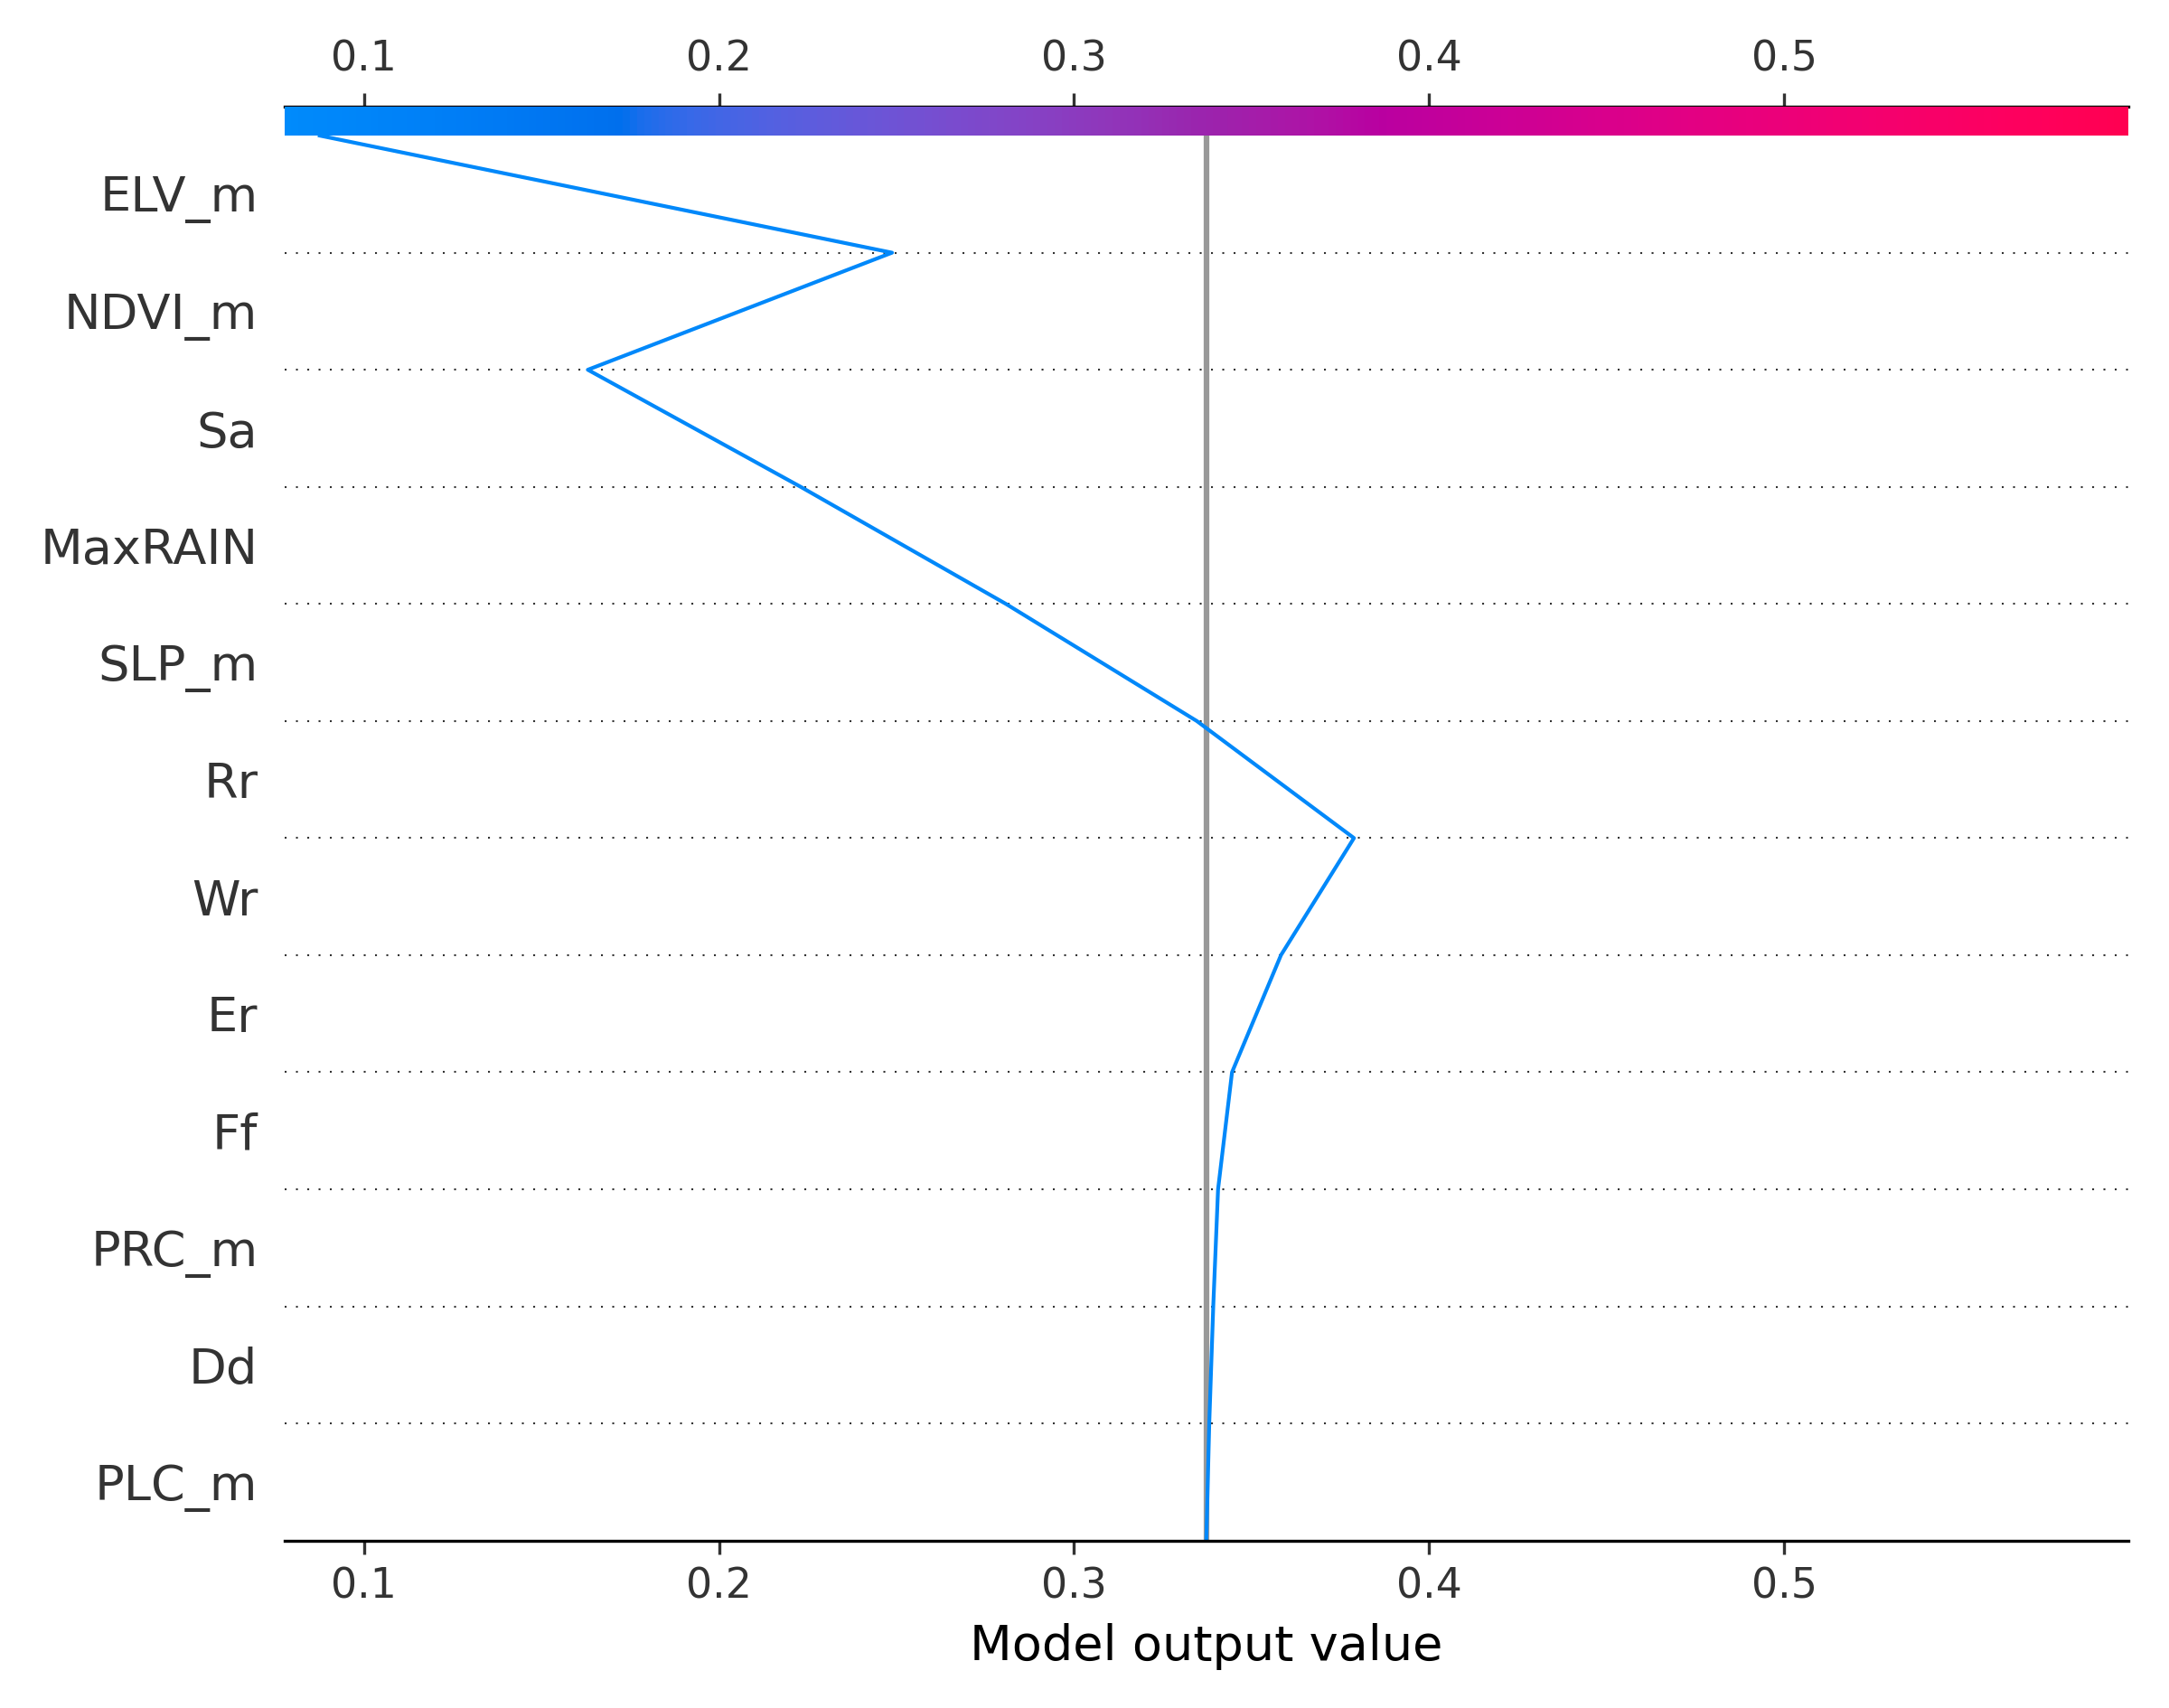 0.1 0.2 0.3 0.4 0.5
ELV_m
NDVI_m
Sa
MaxRAIN
SLP_m
Rr
Wr
Er
Ff
PRC_m
Dd
PLC_m
0.1 0.2 0.3 0.4 0.5
Model output value